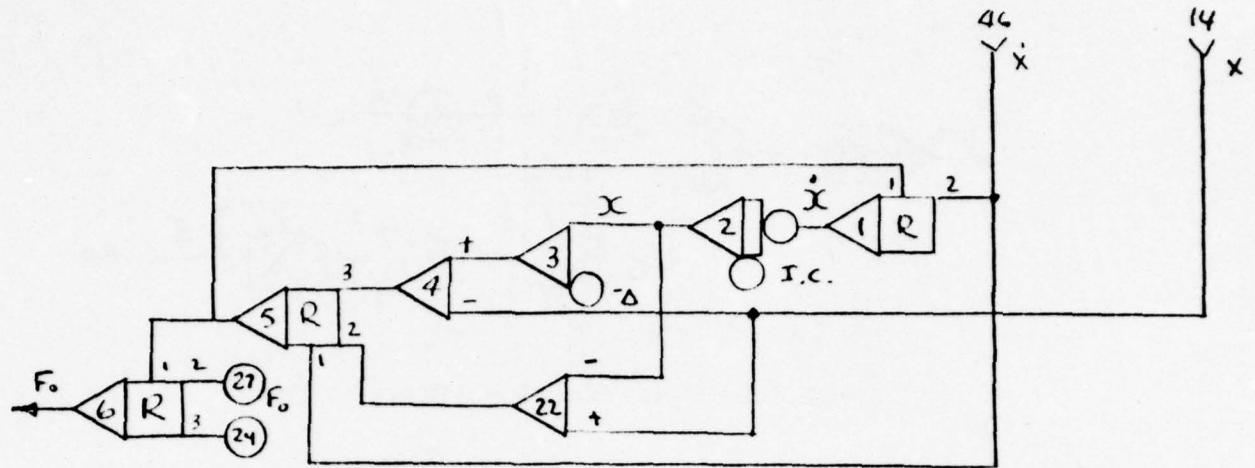 46 14
ẋ x
1 2
x 2 ẋ 1 R
+ 3
3 4 I.C.
-Δ
-
5 R 2
1
1 2 -
F₀ 27 F₀
6 R 22
3 24 +